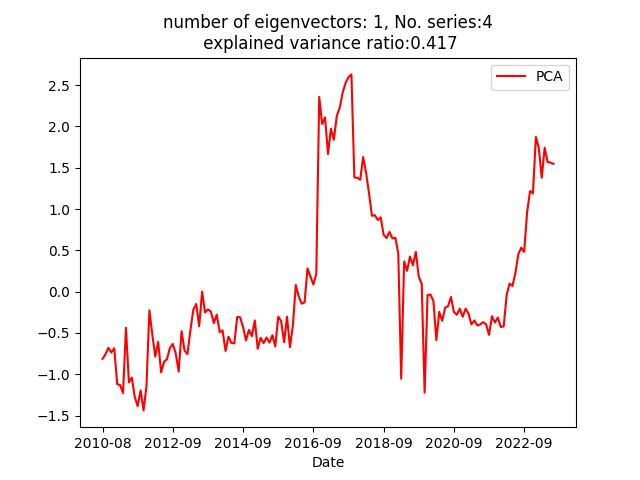 number of eigenvectors: 1, No. series:4
explained variance ratio:0.417
PCA
2.5
2.0
1.5
1.0
0.5
0.0
−0.5
−1.0
−1.5
2010-08 2012-09 2014-09 2016-09 2018-09 2020-09 2022-09
Date